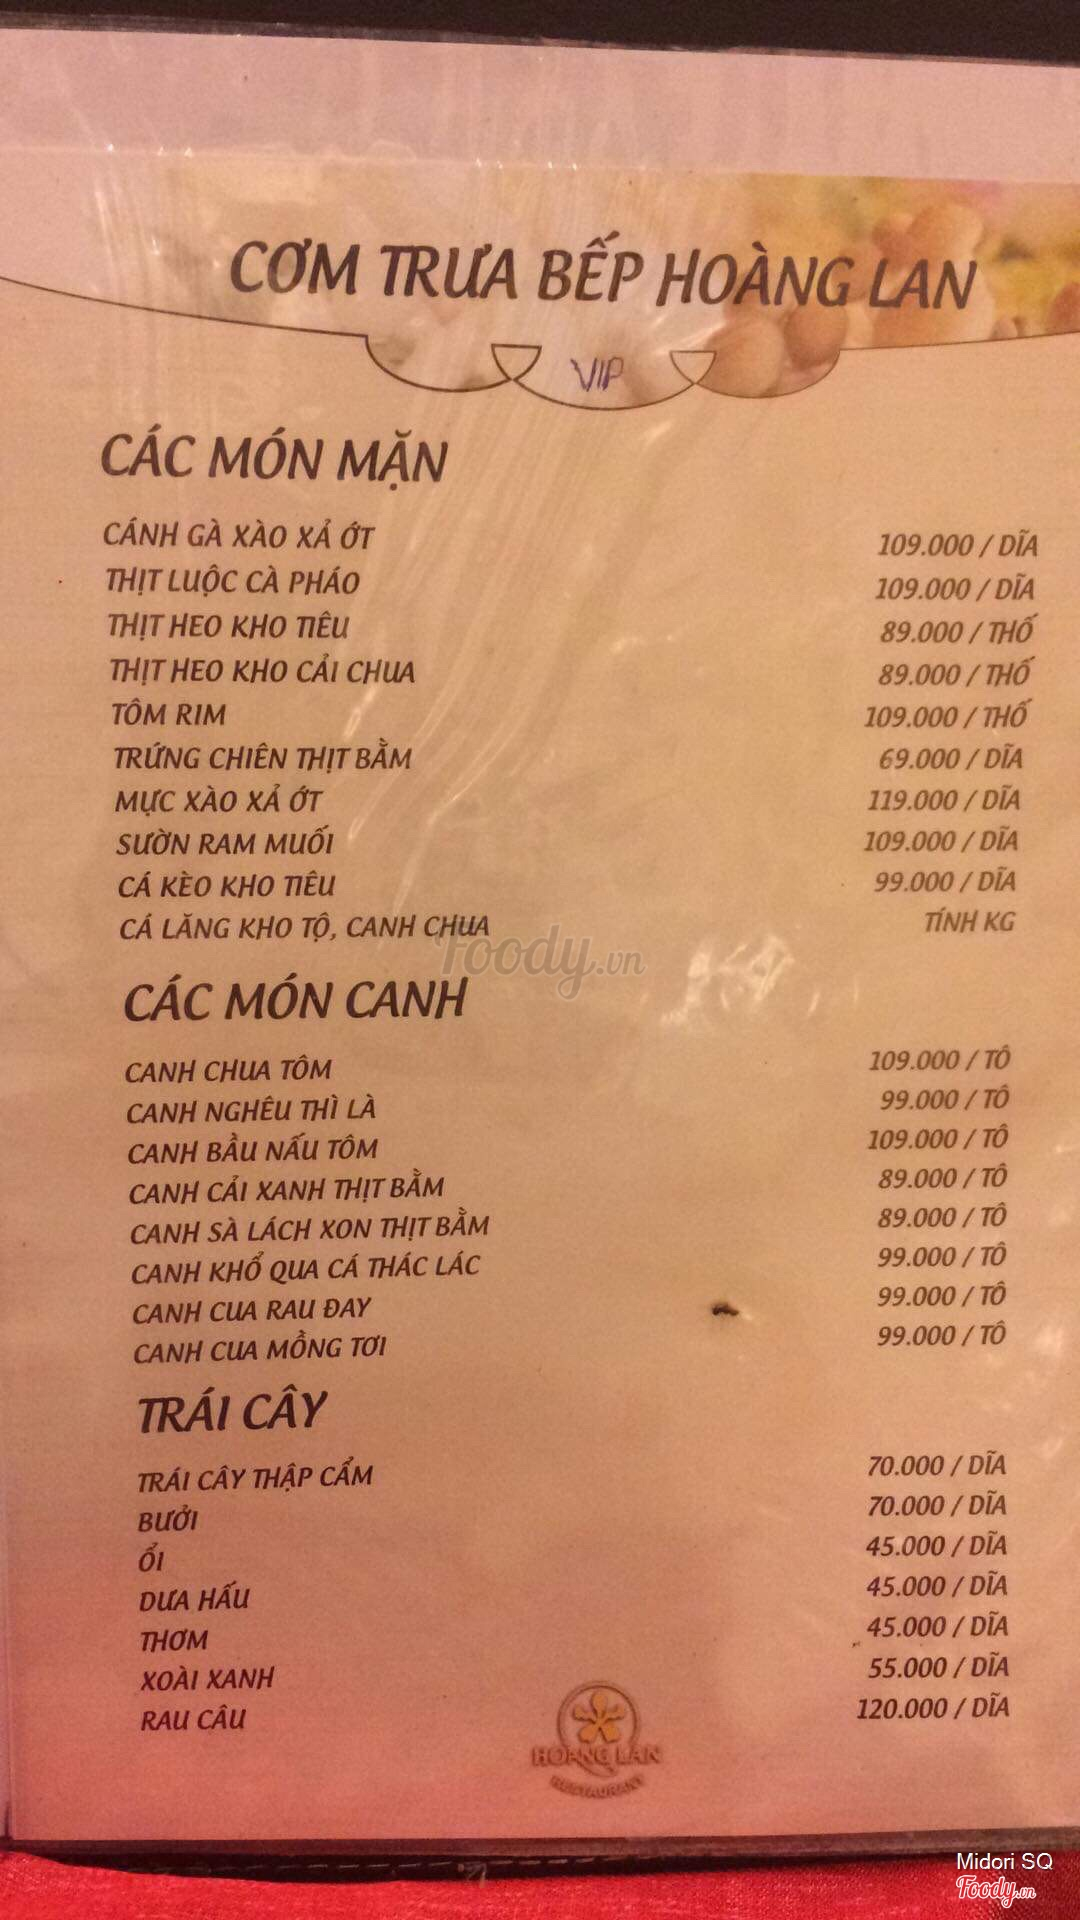 CƠM TRƯA BẾP HOÀNG LAN
VIP
CÁC MÓN MẶN
CÁNH GÀ XÀO XẢ ỚT 109.000 / DĨA
THỊT LUỘC CÀ PHÁO 109.000 / DĨA
THỊT HEO KHO TIÊU 89.000 / THỐ
THỊT HEO KHO CẢI CHUA 89.000 / THỐ
TÔM RIM 109.000 / THỐ
TRỨNG CHIÊN THỊT BẰM 69.000 / DĨA
MỰC XÀO XẢ ỚT 119.000 / DĨA
SƯỜN RAM MUỐI 109.000 / DĨA
CÁ KÈO KHO TIÊU 99.000 / DĨA
CÁ LĂNG KHO TỘ, CANH CHUA TÍNH KG
Foody.vn
CÁC MÓN CANH
CANH CHUA TÔM 109.000 / TÔ
CANH NGHÊU THÌ LÀ 99.000 / TÔ
CANH BẦU NẤU TÔM 109.000 / TÔ
CANH CẢI XANH THỊT BẰM 89.000 / TÔ
CANH SÀ LÁCH XON THỊT BẰM 89.000 / TÔ
CANH KHỔ QUA CÁ THÁC LÁC 99.000 / TÔ
CANH CUA RAU ĐAY 99.000 / TÔ
CANH CUA MỒNG TƠI 99.000 / TÔ
TRÁI CÂY
TRÁI CÂY THẬP CẨM 70.000 / DĨA
BƯỞI 70.000 / DĨA
ỔI 45.000 / DĨA
DƯA HẤU 45.000 / DĨA
THƠM 45.000 / DĨA
XOÀI XANH 55.000 / DĨA
RAU CÂU 120.000 / DĨA
HOANG LAN
RESTAURANT
Midori SQ
Foody.vn